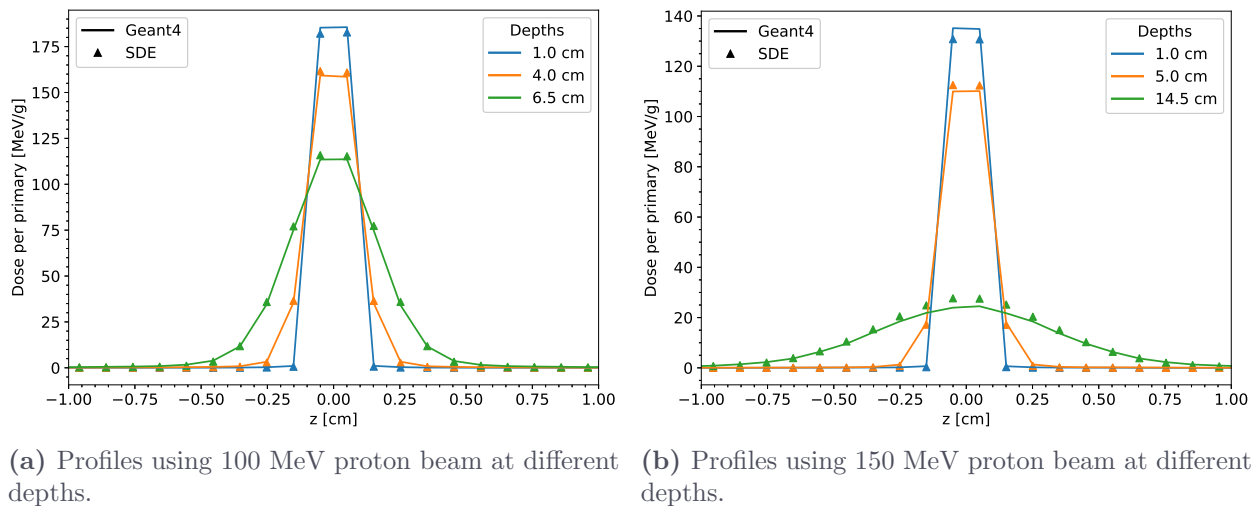 Geant4
SDE
Depths
1.0 cm
4.0 cm
6.5 cm
Dose per primary [MeV/g]
175
150
125
100
75
50
25
0
−1.00 −0.75 −0.50 −0.25 0.00 0.25 0.50 0.75 1.00
z [cm]
(a) Profiles using 100 MeV proton beam at different
depths.
Geant4
SDE
Depths
1.0 cm
5.0 cm
14.5 cm
Dose per primary [MeV/g]
140
120
100
80
60
40
20
0
−1.00 −0.75 −0.50 −0.25 0.00 0.25 0.50 0.75 1.00
z [cm]
(b) Profiles using 150 MeV proton beam at different
depths.